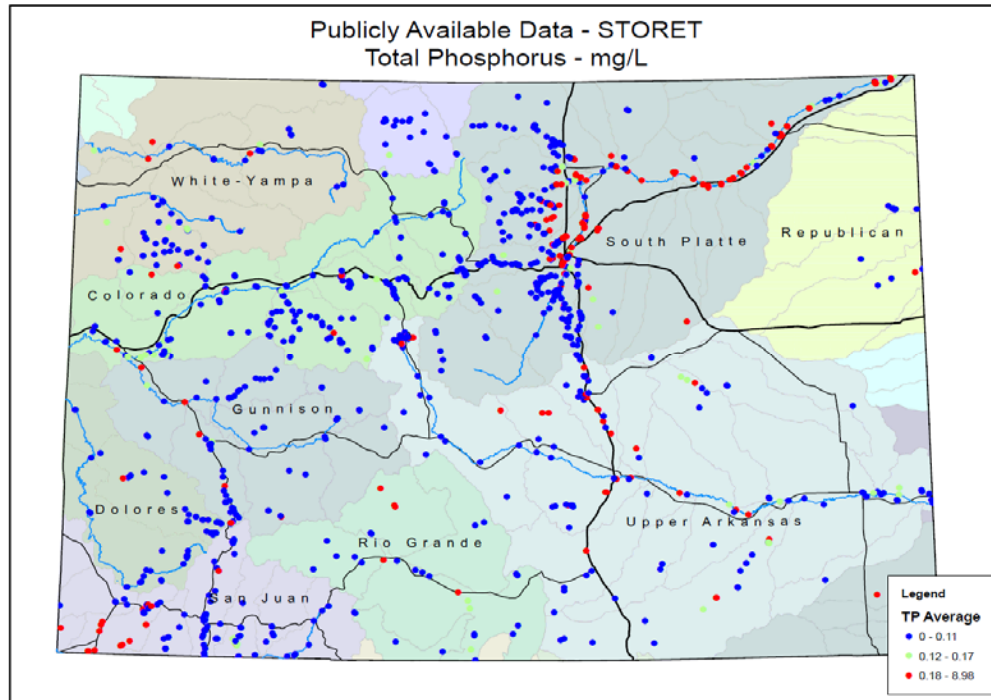 Publicly Available Data - STORET
Total Phosphorus - mg/L
White-Yampa
South Platte
Republican
Colorado
Gunnison
Dolores
Upper Arkansas
Rio Grande
San Juan
Legend
TP Average
0 - 0.11
0.12 - 0.17
0.18 - 8.98